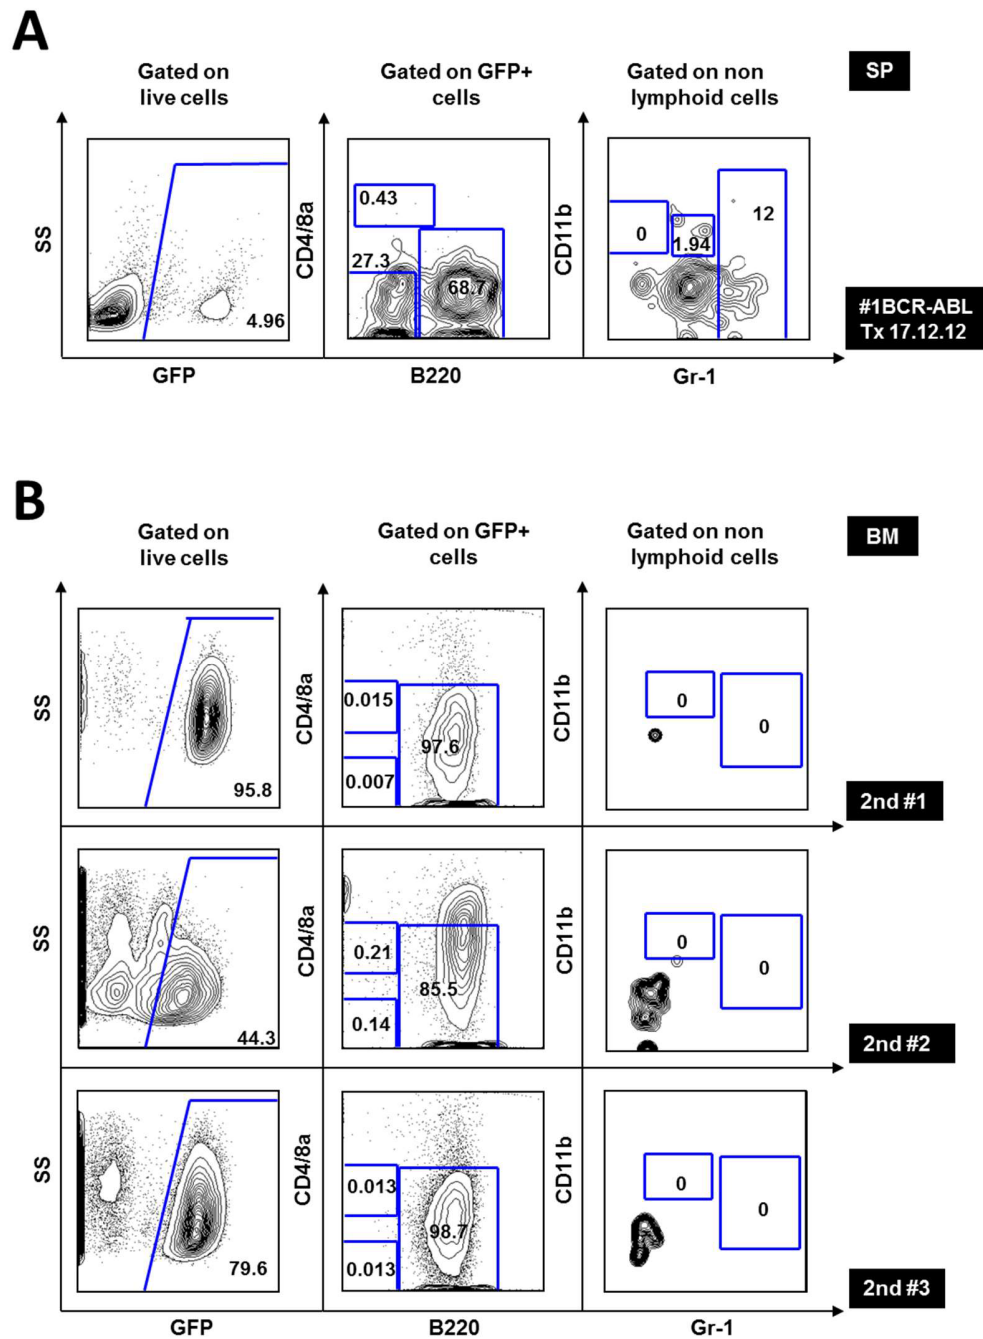 A
Gated on
live cells
Gated on GFP+
cells
Gated on non
lymphoid cells
SP
SS
4.96
GFP
CD4/8a
0.43
27.3
68.7
B220
CD11b
0
1.94
12
Gr-1
#1BCR-ABL
Tx 17.12.12
B
Gated on
live cells
Gated on GFP+
cells
Gated on non
lymphoid cells
BM
SS
95.8
CD4/8a
0.015
97.6
0.007
CD11b
0
0
2nd #1
SS
44.3
CD4/8a
0.21
85.5
0.14
CD11b
0
0
2nd #2
SS
79.6
CD4/8a
0.013
98.7
0.013
CD11b
0
0
2nd #3
GFP
B220
Gr-1